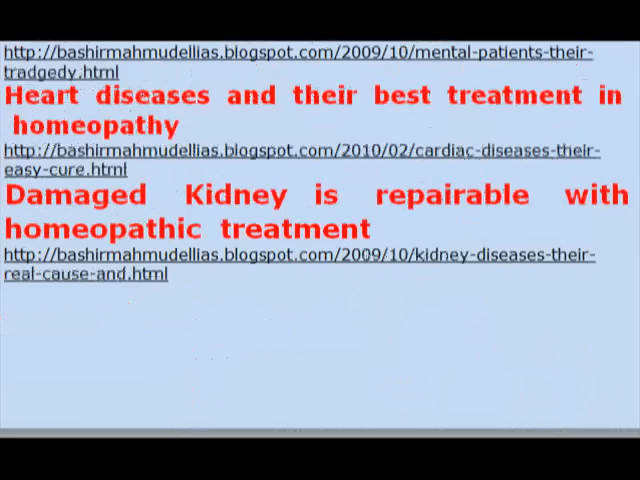 http://bashirmahmudellias.blogspot.com/2009/10/mental-patients-their-
tradgedy.html
Heart diseases and their best treatment in
homeopathy
http://bashirmahmudellias.blogspot.com/2010/02/cardiac-diseases-their-
easy-cure.html
Damaged Kidney is repairable with
homeopathic treatment
http://bashirmahmudellias.blogspot.com/2009/10/kidney-diseases-their-
real-cause-and.html